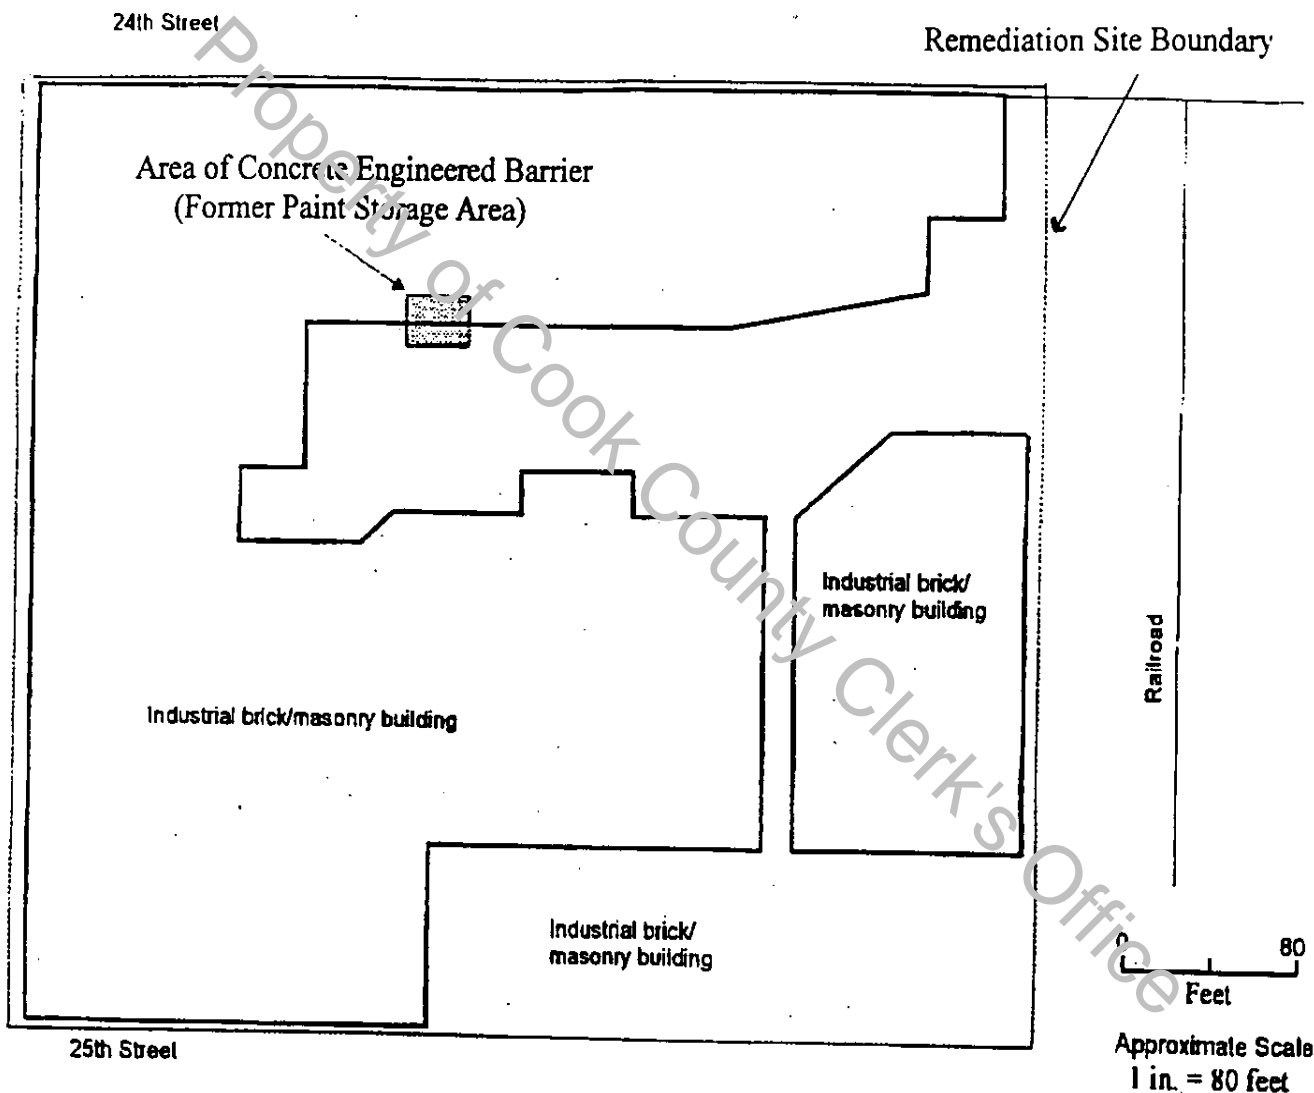 24th Street
Remediation Site Boundary
Area of Concrete Engineered Barrier
(Former Paint Storage Area)
Industrial brick/
masonry building
Railroad
Industrial brick/masonry building
Industrial brick/
masonry building
0 80
Feet
25th Street
Approximate Scale
1 in. = 80 feet
Property of Cook County Clerk's Office